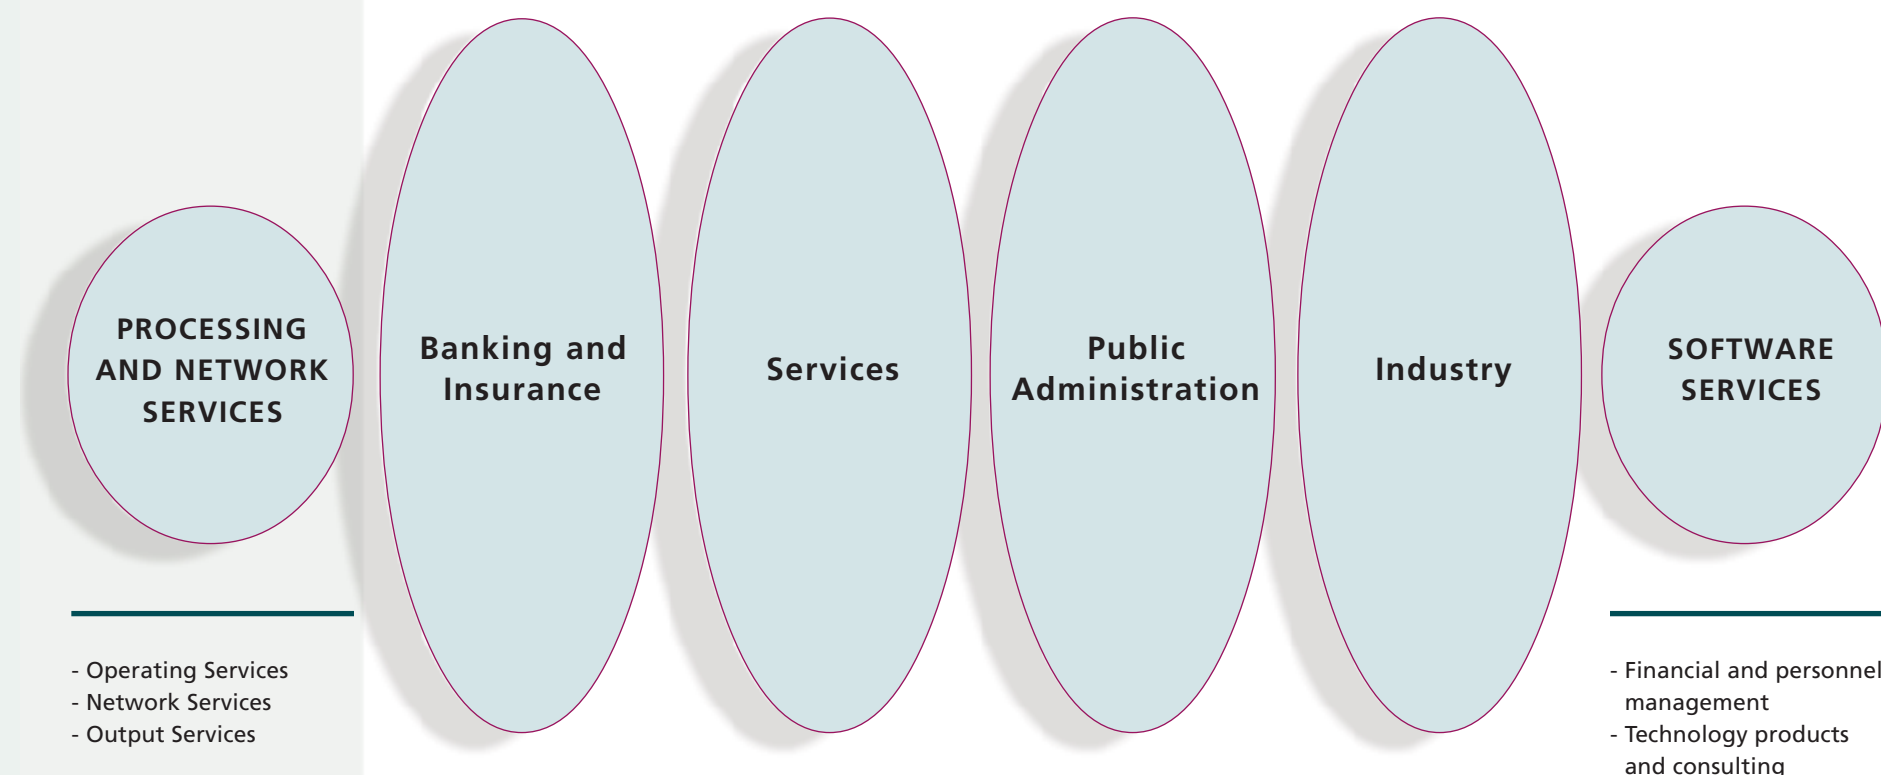 PROCESSING
AND NETWORK
SERVICES
Banking and
Insurance
Services
Public
Administration
Industry
SOFTWARE
SERVICES
- Operating Services
- Network Services
- Output Services
- Financial and personnel
management
- Technology products
and consulting